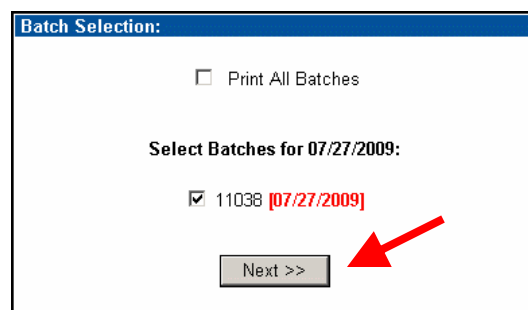 Batch Selection:
Print All Batches
Select Batches for 07/27/2009:
11038 [07/27/2009]
Next >>